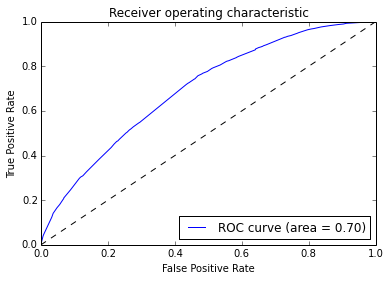 Receiver operating characteristic
1.0
0.8
0.6
0.4
0.2
0.0
True Positive Rate
ROC curve (area = 0.70)
0.0 0.2 0.4 0.6 0.8 1.0
False Positive Rate